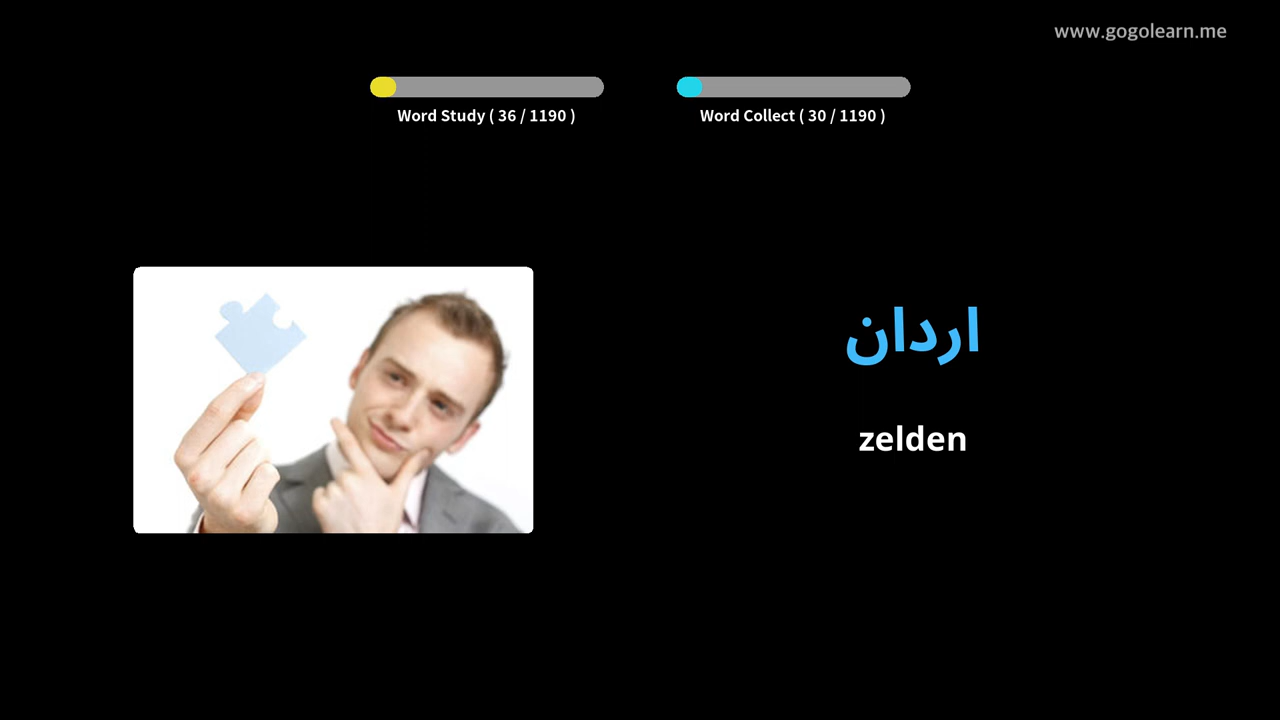 www.gogolearn.me
Word Study ( 36 / 1190 )
Word Collect ( 30 / 1190 )
اردان
zelden